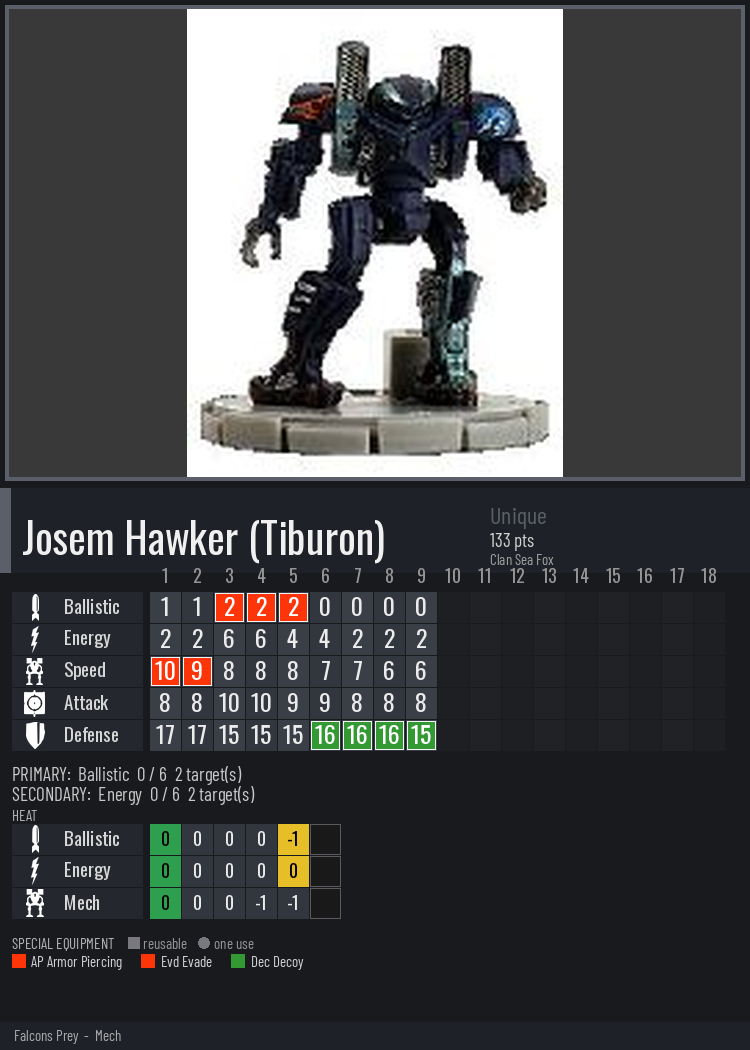 Josem Hawker (Tiburon)
Unique
133 pts
Clan Sea Fox
1 2 3 4 5 6 7 8 9 10 11 12 13 14 15 16 17 18
Ballistic 1 1 2 2 2 0 0 0 0
Energy 2 2 6 6 4 4 2 2 2
Speed 10 9 8 8 8 7 7 6 6
Attack 8 8 10 10 9 9 8 8 8
Defense 17 17 15 15 15 16 16 16 15
PRIMARY: Ballistic 0 / 6 2 target(s)
SECONDARY: Energy 0 / 6 2 target(s)
HEAT
Ballistic 0 0 0 0 -1
Energy 0 0 0 0 0
Mech 0 0 0 -1 -1
SPECIAL EQUIPMENT reusable one use
AP Armor Piercing Evd Evade Dec Decoy
Falcons Prey - Mech